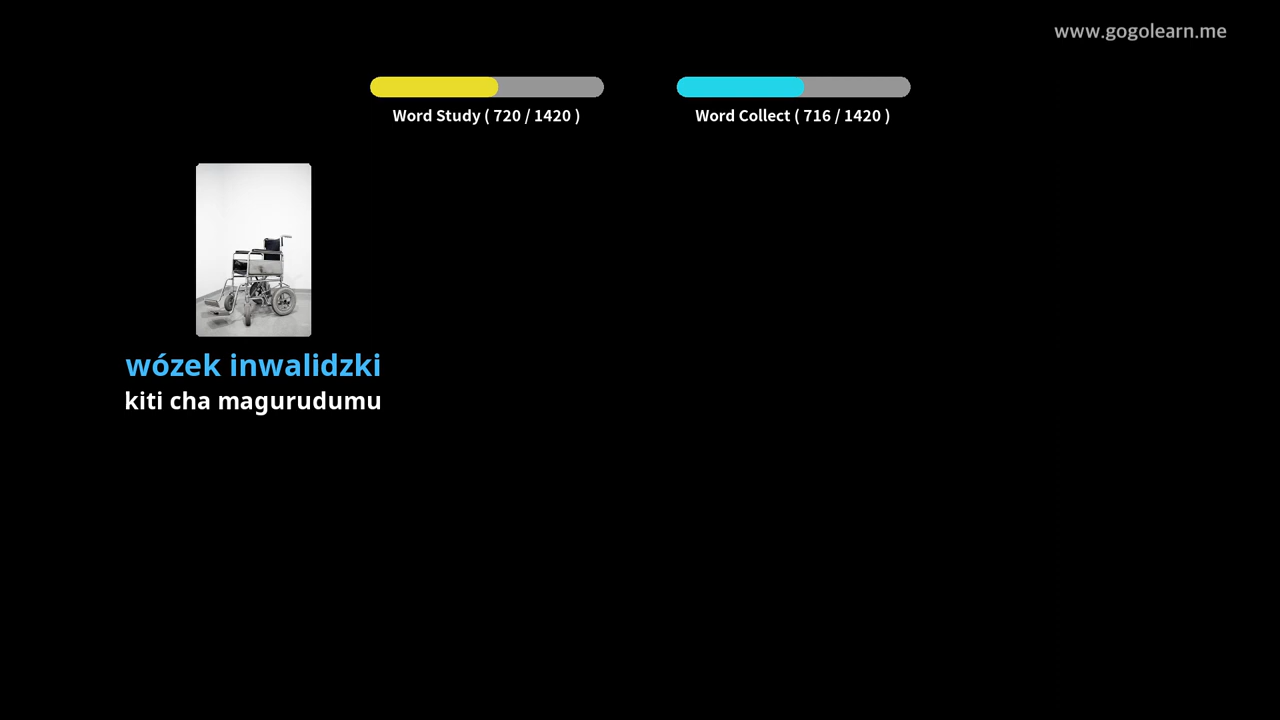 www.gogolearn.me
Word Study ( 720 / 1420 )
Word Collect ( 716 / 1420 )
wózek inwalidzki
kiti cha magurudumu